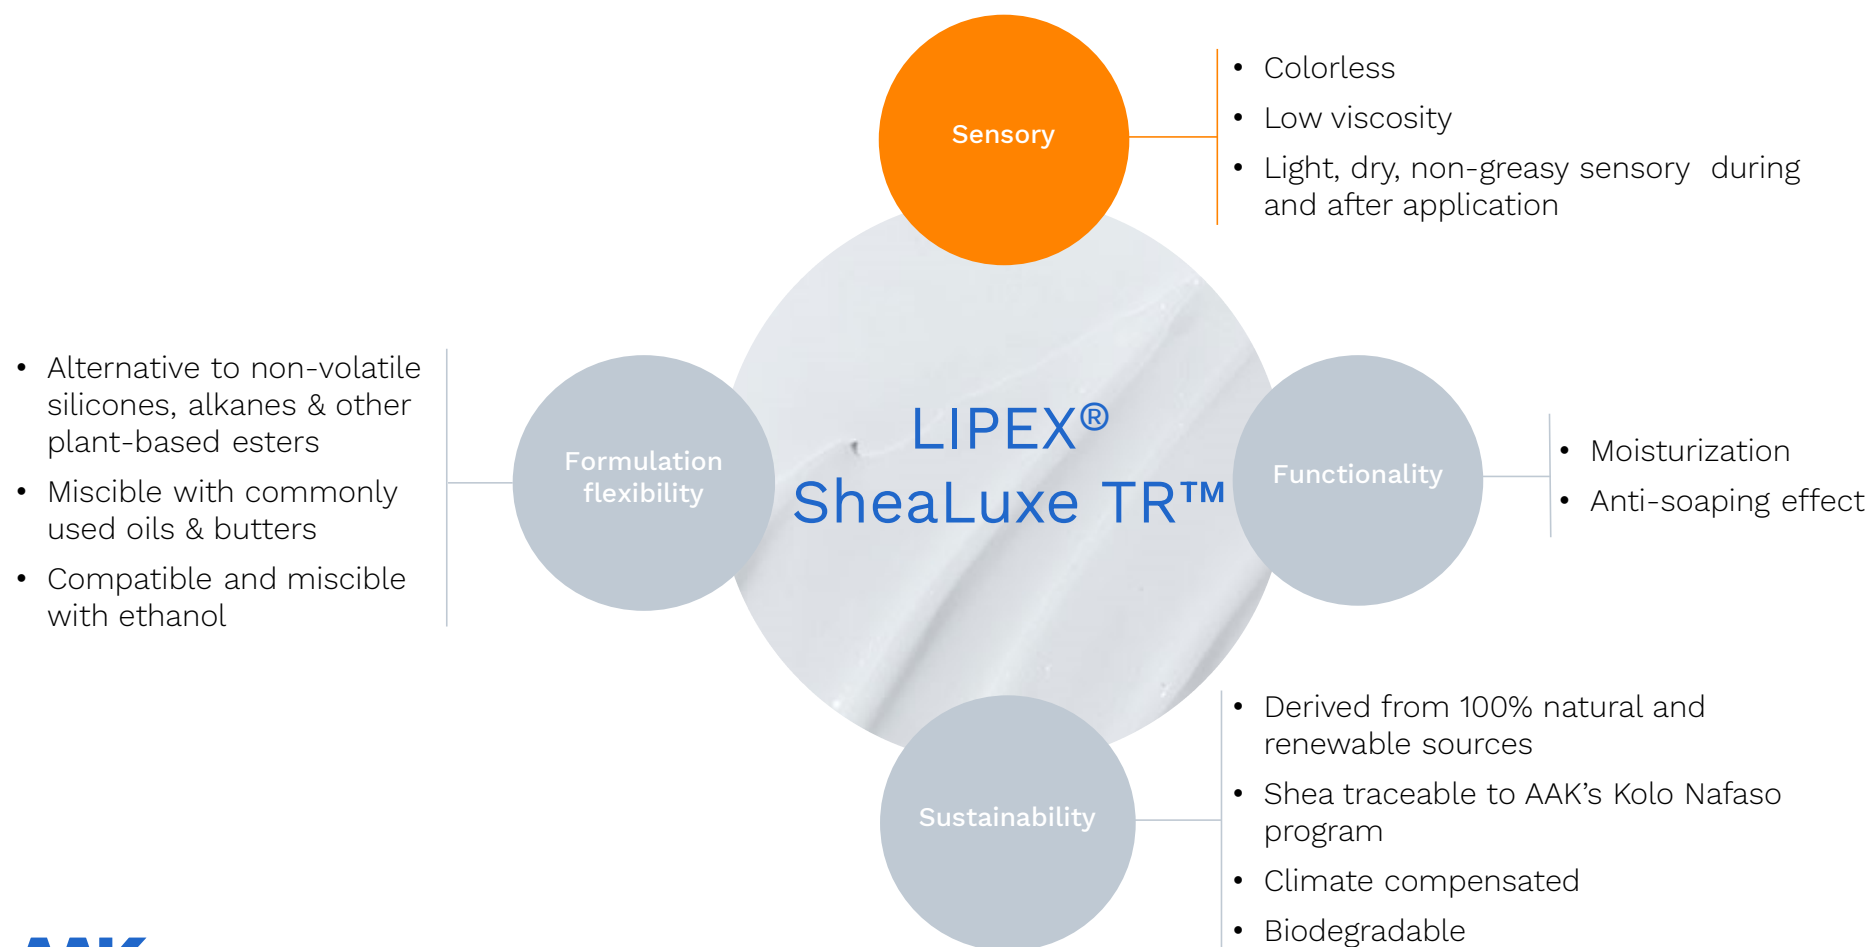 Sensory
• Colorless
• Low viscosity
• Light, dry, non-greasy sensory during
and after application
• Alternative to non-volatile
silicones, alkanes & other
plant-based esters
• Miscible with commonly
used oils & butters
• Compatible and miscible
with ethanol
Formulation
flexibility
LIPEX®
SheaLuxe TR™
Functionality
• Moisturization
• Anti-soaping effect
Sustainability
• Derived from 100% natural and
renewable sources
• Shea traceable to AAK’s Kolo Nafaso
program
• Climate compensated
• Biodegradable
AAK